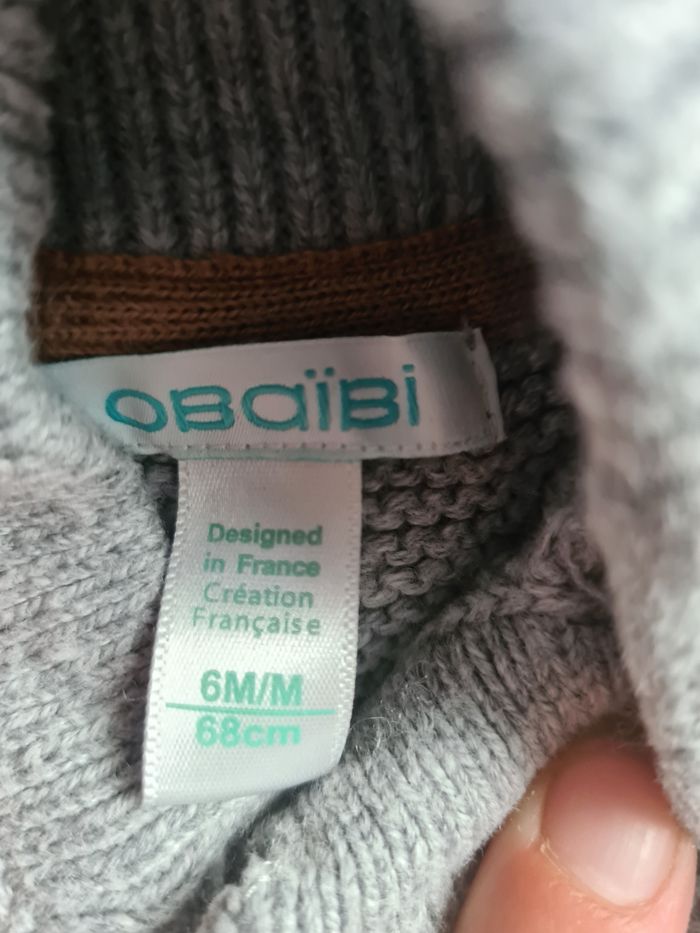 OBAÏBI
Designed
in France
Création
Française
6M/M
68cm